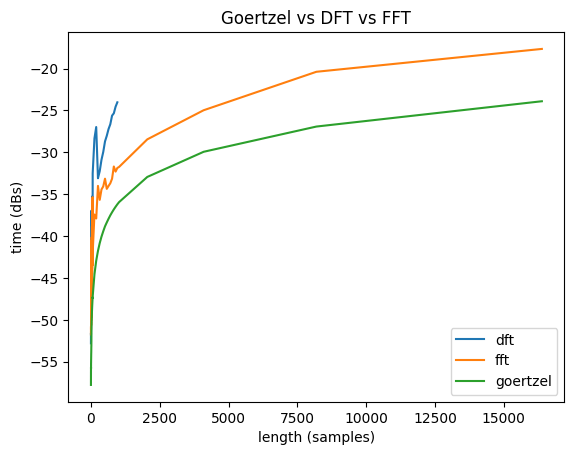 Goertzel vs DFT vs FFT
time (dBs)
−20
−25
−30
−35
−40
−45
−50
−55
dft
fft
goertzel
0
2500
5000
7500
10000
12500
15000
length (samples)